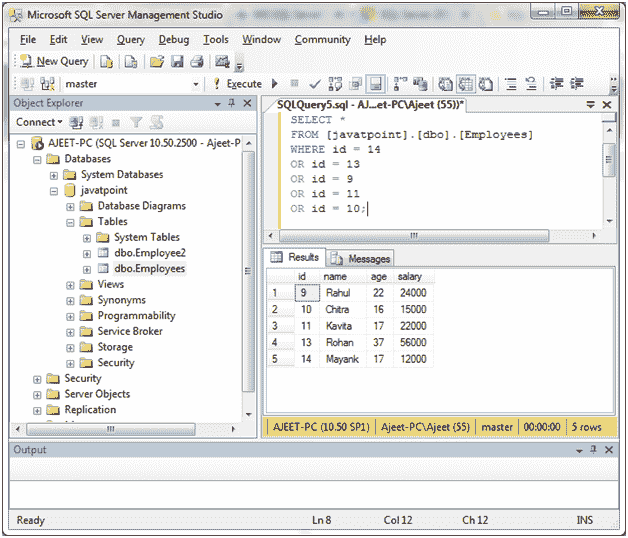 Microsoft SQL Server Management Studio
File Edit View Query Debug Tools Window Community Help
New Query
master Execute
Object Explorer
Connect
AJEET-PC (SQL Server 10.50.2500 - Ajeet-P
Databases
System Databases
javatpoint
Database Diagrams
Tables
System Tables
dbo.Employee2
dbo.Employees
Views
Synonyms
Programmability
Service Broker
Storage
Security
Security
Server Objects
Replication
SQLQuery5.sql - AJ...et-PC\Ajeet (55))*
SELECT *
FROM [javatpoint].[dbo].[Employees]
WHERE id = 14
OR id = 13
OR id = 9
OR id = 11
OR id = 10;
Results Messages
id name age salary
1 9 Rahul 22 24000
2 10 Chitra 16 15000
3 11 Kavita 17 22000
4 13 Rohan 37 56000
5 14 Mayank 17 12000
AJEET-PC (10.50 SP1) Ajeet-PC\Ajeet (55) master 00:00:00 5 rows
Output
Ready Ln 8 Col 12 Ch 12 INS